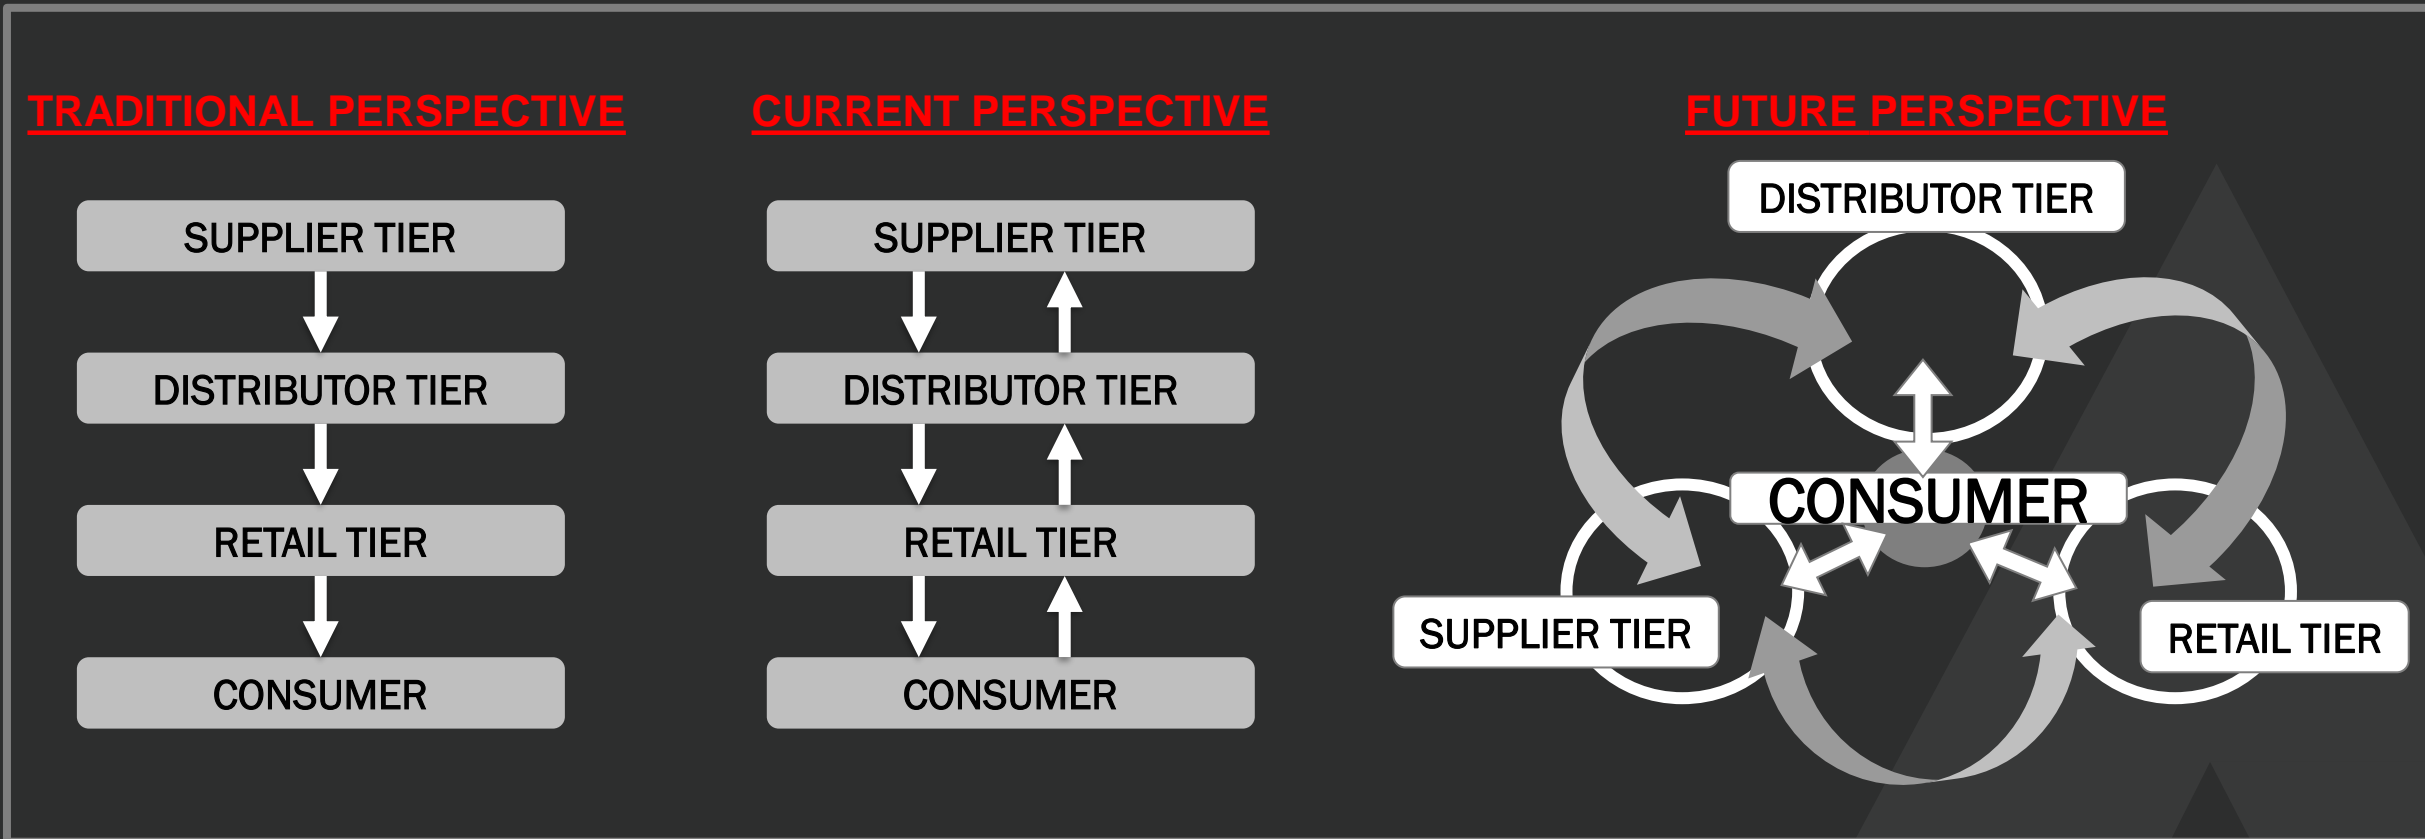 TRADITIONAL PERSPECTIVE
SUPPLIER TIER
DISTRIBUTOR TIER
RETAIL TIER
CONSUMER
CURRENT PERSPECTIVE
SUPPLIER TIER
DISTRIBUTOR TIER
RETAIL TIER
CONSUMER
FUTURE PERSPECTIVE
DISTRIBUTOR TIER
CONSUMER
SUPPLIER TIER
RETAIL TIER